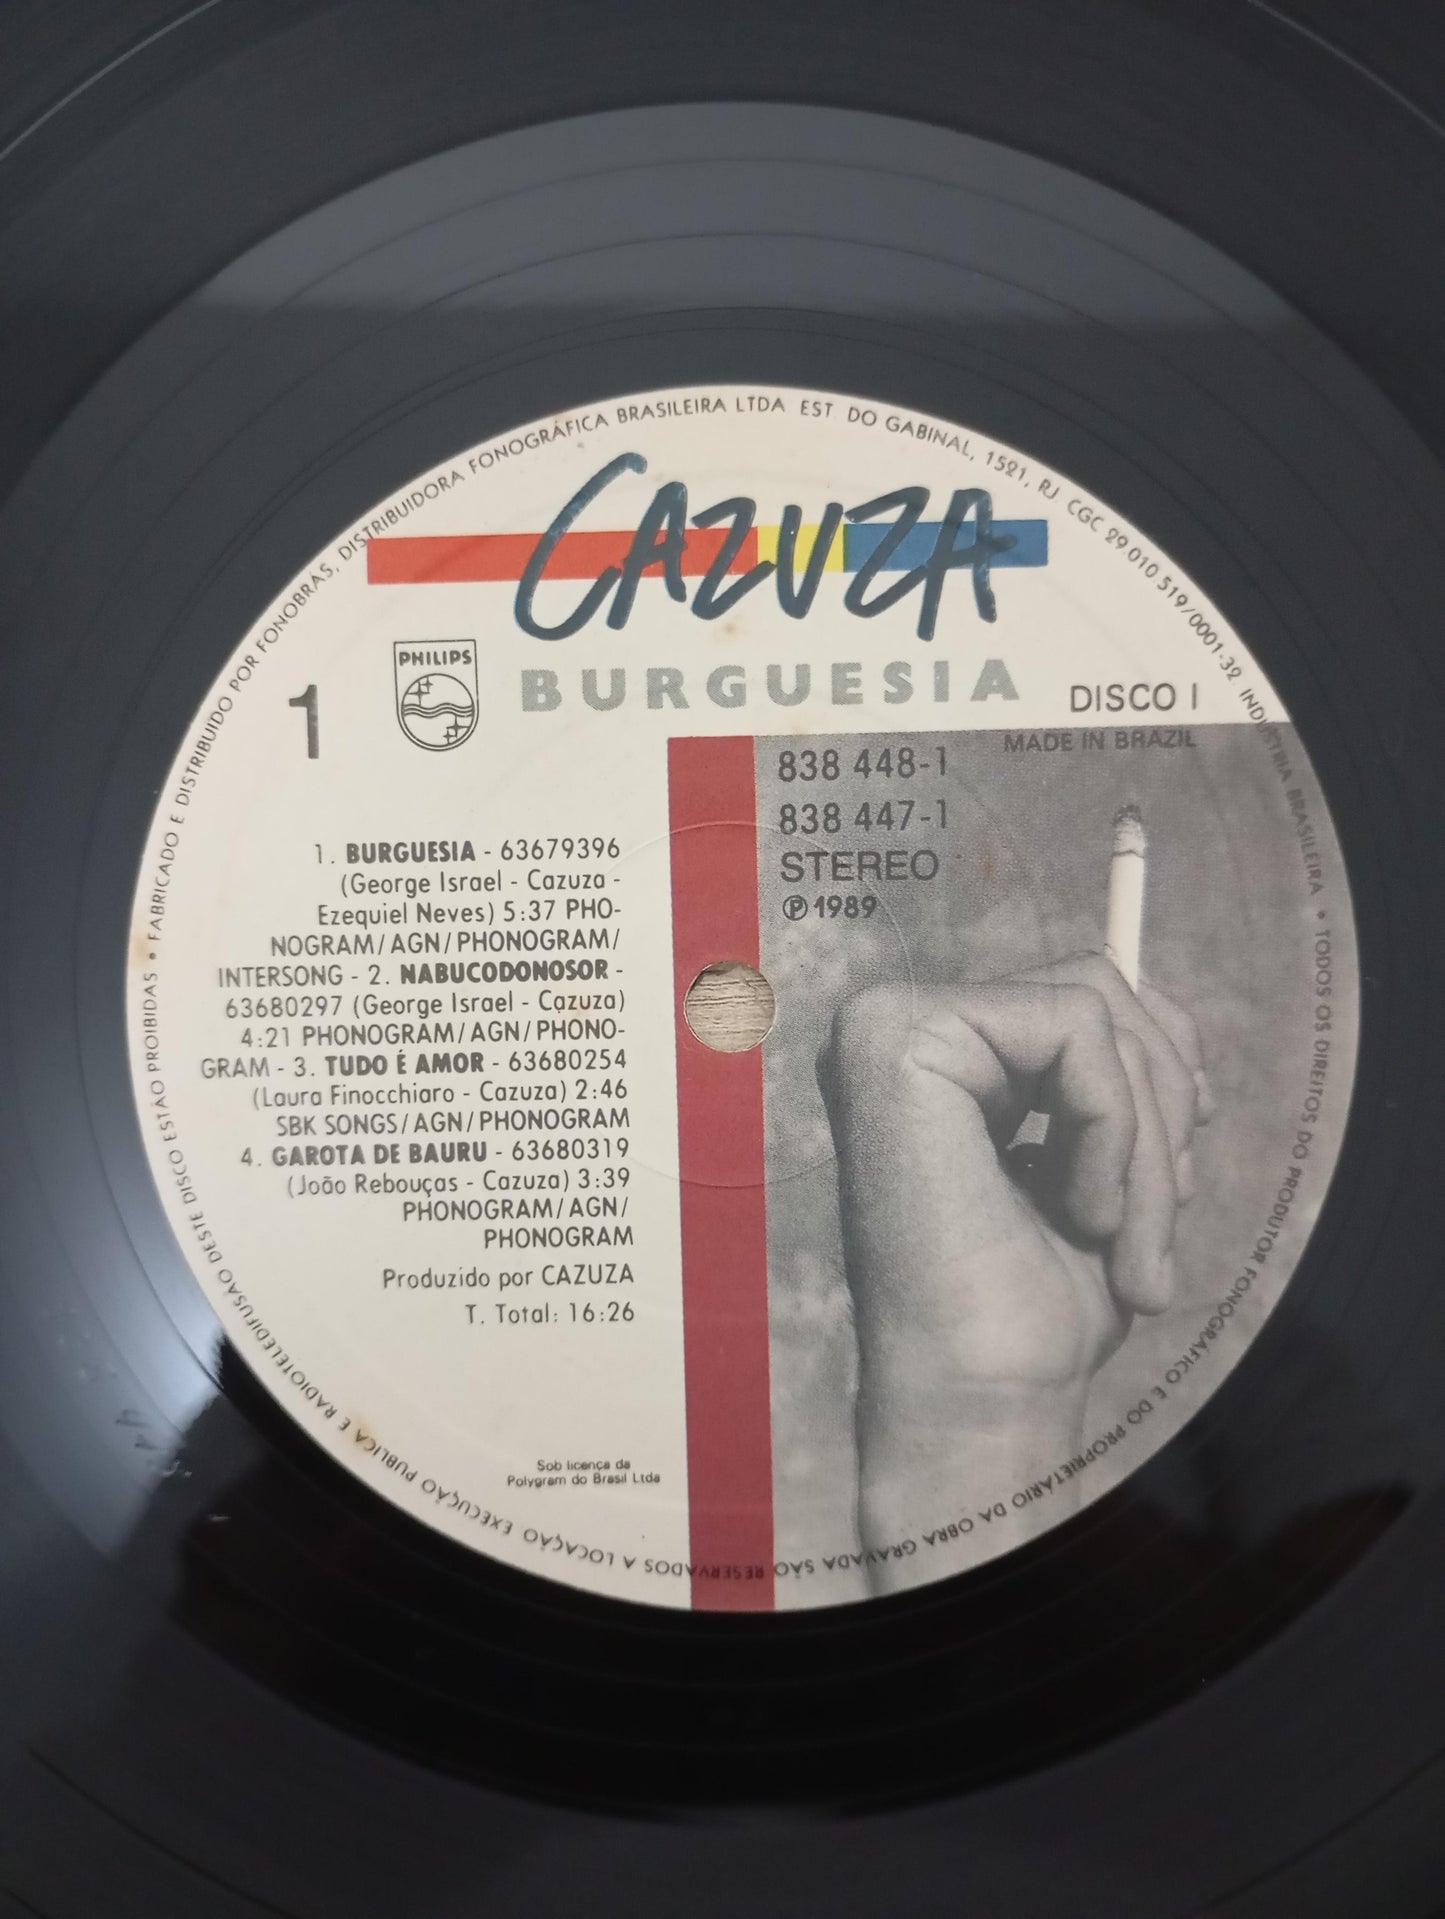 CAZUZA
BURGUESIA
1
PHILIPS
DISCO I
MADE IN BRAZIL
838 448-1
838 447-1
STEREO
Ⓟ 1989
1. BURGUESIA - 63679396
(George Israel - Cazuza -
Ezequiel Neves) 5:37 PHO-
NOGRAM/AGN/PHONOGRAM/
INTERSONG - 2. NABUCODONOSOR -
63680297 (George Israel - Cazuza)
4:21 PHONOGRAM/AGN/PHONO-
GRAM - 3. TUDO É AMOR - 63680254
(Laura Finocchiaro - Cazuza) 2:46
SBK SONGS/AGN/PHONOGRAM
4. GAROTA DE BAURU - 63680319
(João Rebouças - Cazuza) 3:39
PHONOGRAM/AGN/
PHONOGRAM
Produzido por CAZUZA
T. Total: 16:26
Sob licença da
Polygram do Brasil Ltda
• FABRICADO E DISTRIBUIDO POR FONOBRÁS, DISTRIBUIDORA FONOGRÁFICA BRASILEIRA LTDA EST. DO GABINAL, 1521, RJ CGC 29.010.519/0001-32 INDÚSTRIA BRASILEIRA • TODOS OS DIREITOS DO PRODUTOR FONOGRÁFICO E DO PROPRIETÁRIO DA OBRA GRAVADA SÃO RESERVADOS A LOCAÇÃO EXECUÇÃO PUBLICA E RADIOTELEDIFUSÃO DESTE DISCO ESTÃO PROIBIDAS